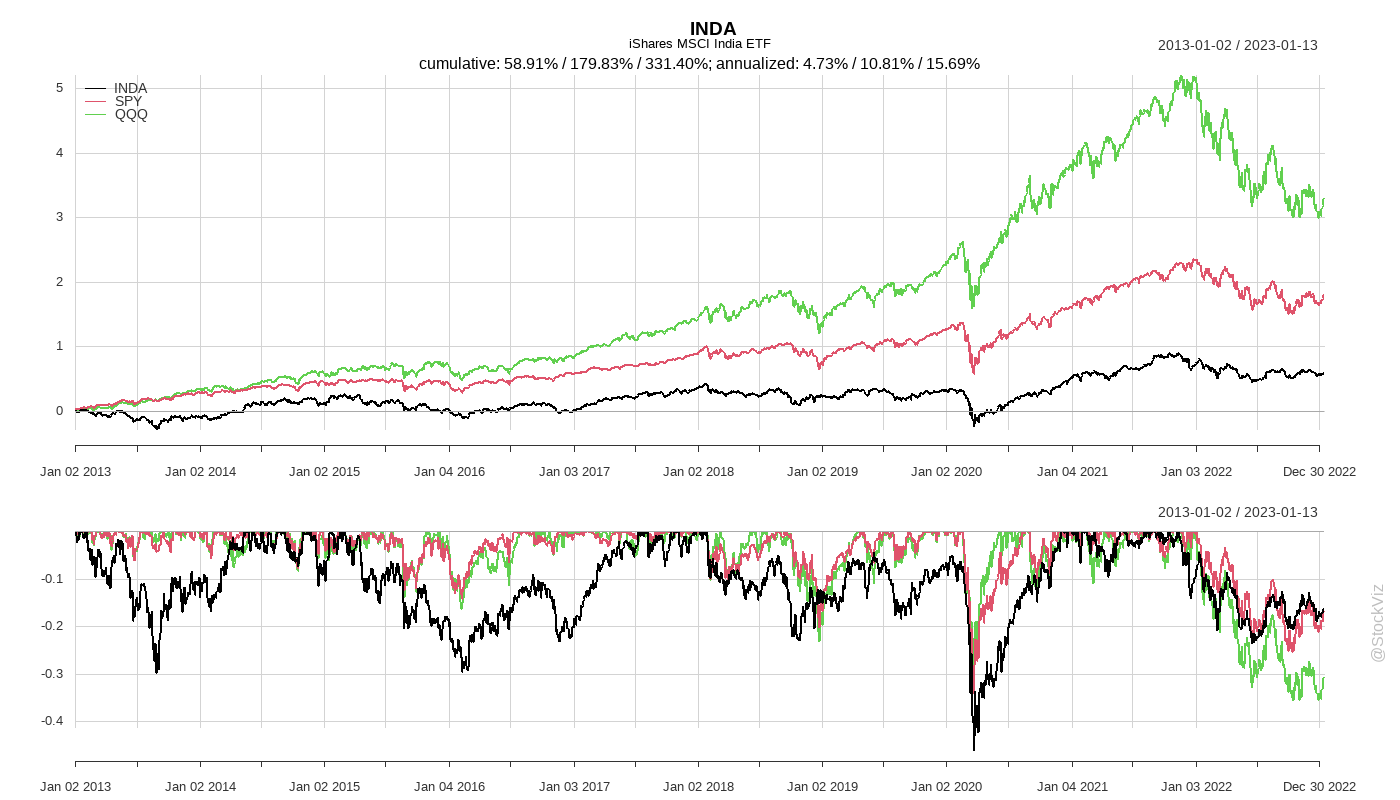 INDA
iShares MSCI India ETF
2013-01-02 / 2023-01-13
cumulative: 58.91% / 179.83% / 331.40%; annualized: 4.73% / 10.81% / 15.69%
INDA
SPY
QQQ
5
4
3
2
1
0
Jan 02 2013 Jan 02 2014 Jan 02 2015 Jan 04 2016 Jan 03 2017 Jan 02 2018 Jan 02 2019 Jan 02 2020 Jan 04 2021 Jan 03 2022 Dec 30 2022
2013-01-02 / 2023-01-13
-0.1
-0.2
-0.3
-0.4
Jan 02 2013 Jan 02 2014 Jan 02 2015 Jan 04 2016 Jan 03 2017 Jan 02 2018 Jan 02 2019 Jan 02 2020 Jan 04 2021 Jan 03 2022 Dec 30 2022
@StockViz